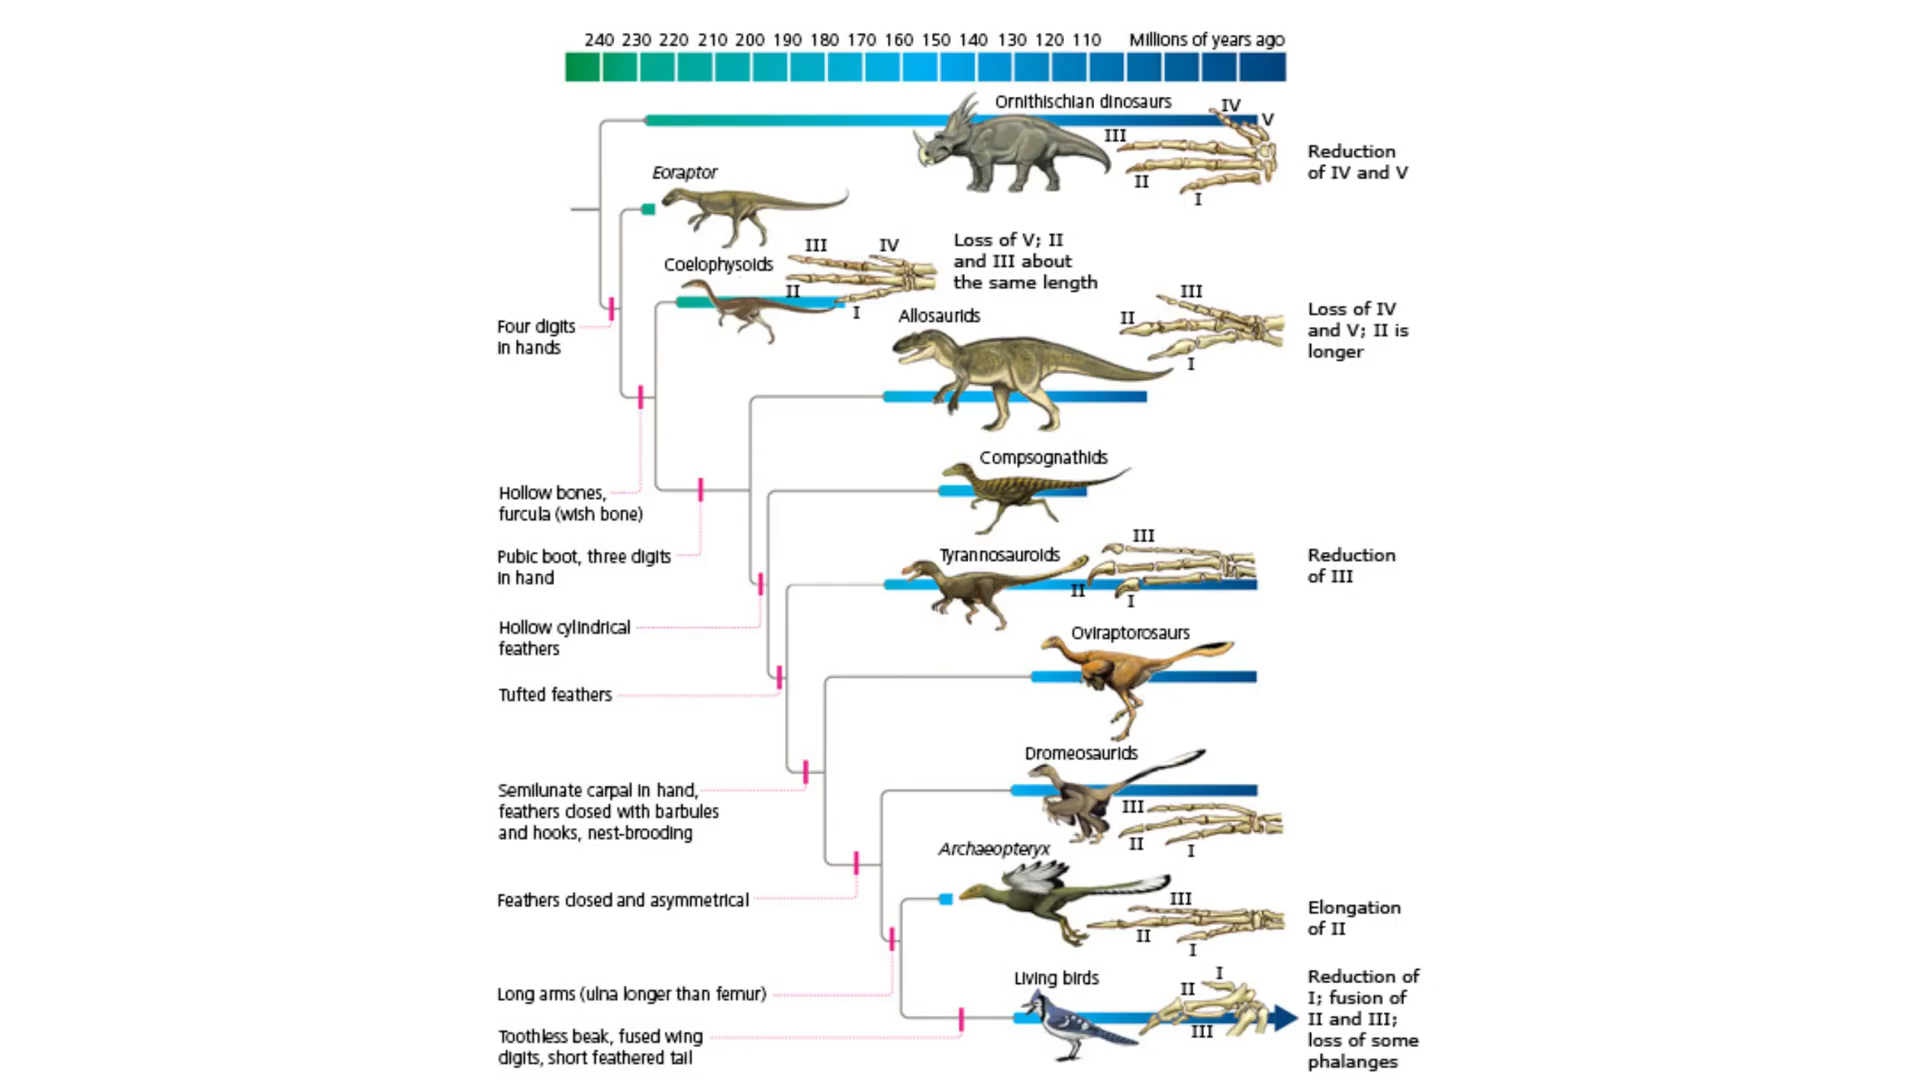 240 230 220 210 200 190 180 170 160 150 140 130 120 110 Millions of years ago
Ornithischian dinosaurs
IV
V
III
II
I
Reduction
of IV and V
Eoraptor
Coelophysoids
III
IV
II
I
Loss of V; II
and III about
the same length
Four digits
in hands
Allosaurids
III
II
I
Loss of IV
and V; II is
longer
Hollow bones,
furcula (wish bone)
Compsognathids
Pubic boot, three digits
in hand
Tyrannosauroids
III
II
I
Reduction
of III
Hollow cylindrical
feathers
Oviraptorosaurs
Tufted feathers
Dromeosaurids
III
II
I
Semilunate carpal in hand,
feathers closed with barbules
and hooks, nest-brooding
Archaeopteryx
III
II
I
Elongation
of II
Feathers closed and asymmetrical
Living birds
I
II
III
Reduction of
I; fusion of
II and III;
loss of some
phalanges
Long arms (ulna longer than femur)
Toothless beak, fused wing
digits, short feathered tail